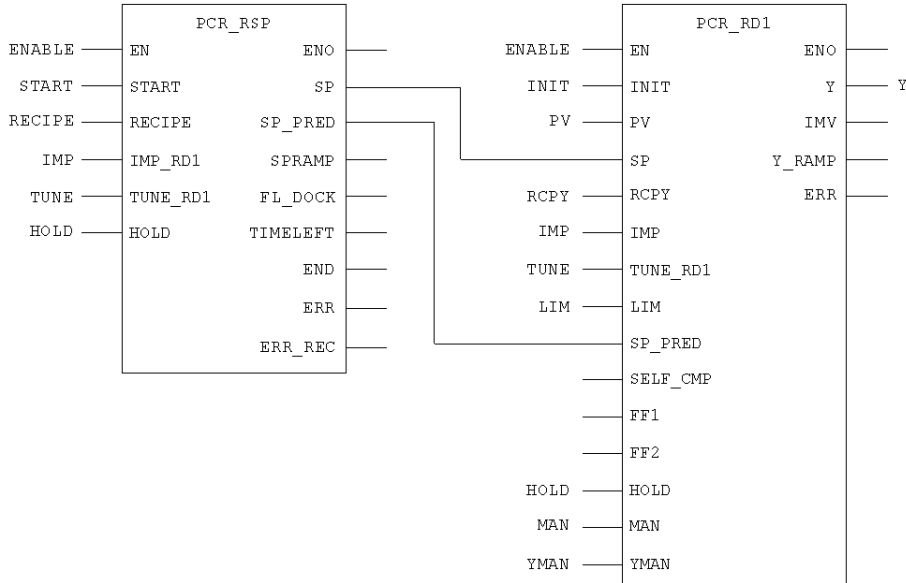 PCR_RSP
ENABLE EN ENO
START START SP
RECIPE RECIPE SP_PRED
IMP IMP_RD1 SPRAMP
TUNE TUNE_RD1 FL_DOCK
HOLD HOLD TIMELEFT
END
ERR
ERR_REC
PCR_RD1
ENABLE EN ENO
INIT INIT Y Y
PV PV IMV
SP Y_RAMP
RCPY RCPY ERR
IMP IMP
TUNE TUNE_RD1
LIM LIM
SP_PRED
SELF_CMP
FF1
FF2
HOLD HOLD
MAN MAN
YMAN YMAN